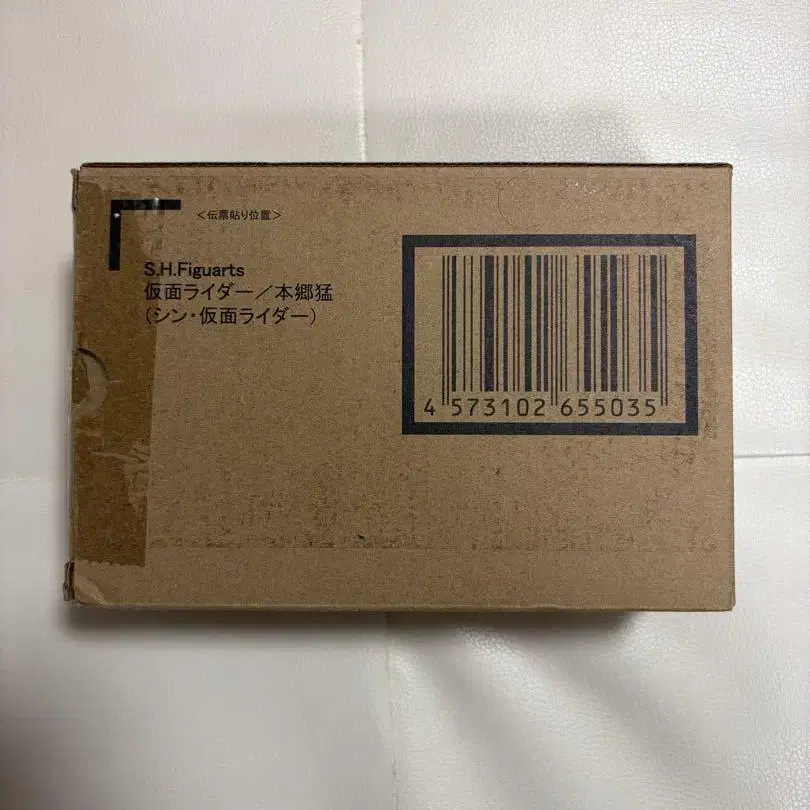 <伝票貼り位置>
S.H.Figuarts
仮面ライダー/本郷猛
(シン・仮面ライダー)
4 573102 655035